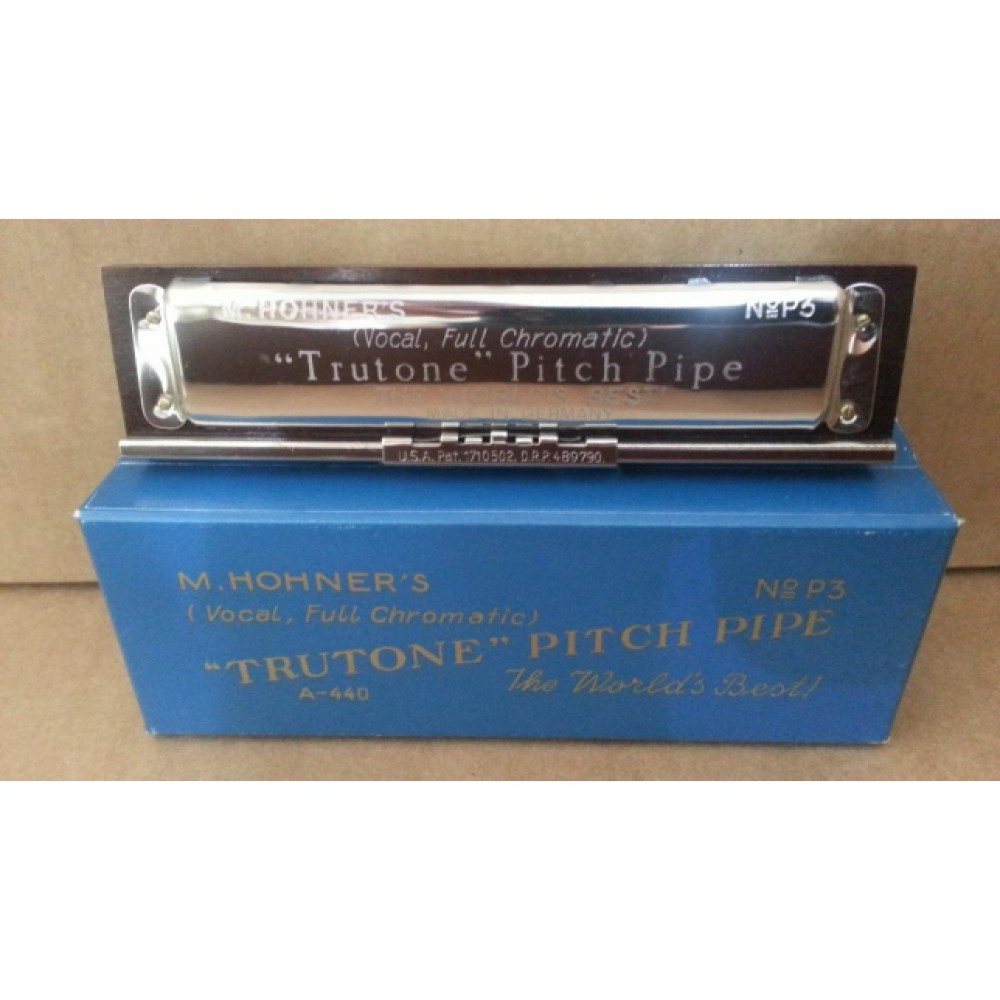 M. HOHNER'S NoP3
(Vocal, Full Chromatic)
"Trutone" Pitch Pipe
MADE IN GERMANY
U.S.A. Pat. 1710502. D.R.P. 489790.
M. HOHNER'S No P3
(Vocal, Full Chromatic)
"TRUTONE" PITCH PIPE
A-440 The World's Best!